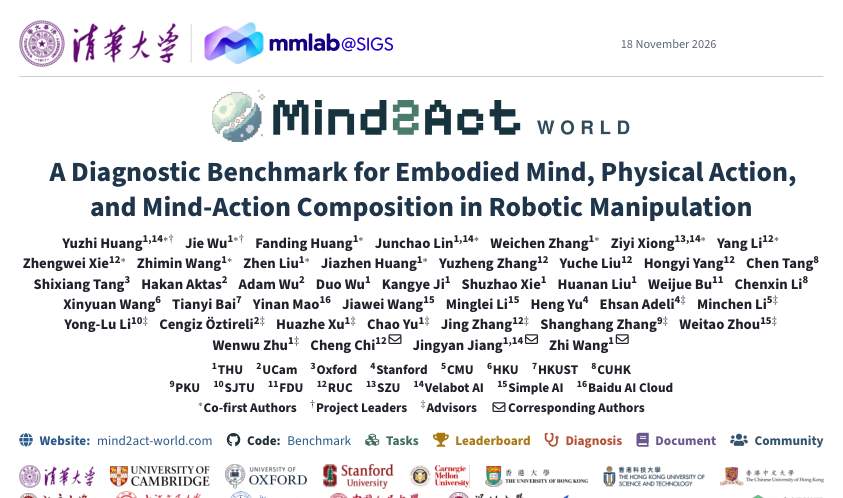 清華大學 mmlab@SIGS 18 November 2026
Mind2Act WORLD
A Diagnostic Benchmark for Embodied Mind, Physical Action,
and Mind-Action Composition in Robotic Manipulation
Yuzhi Huang1,14*† Jie Wu1*† Fanding Huang1* Junchao Lin1,14* Weichen Zhang1* Ziyi Xiong13,14* Yang Li12*
Zhengwei Xie12* Zhimin Wang1* Zhen Liu1* Jiazhen Huang1* Yuzheng Zhang12 Yuche Liu12 Hongyi Yang12 Chen Tang8
Shixiang Tang3 Hakan Aktas2 Adam Wu2 Duo Wu1 Kangye Ji1 Shuzhao Xie1 Huanan Liu1 Weijue Bu11 Chenxin Li8
Xinyuan Wang6 Tianyi Bai7 Yinan Mao16 Jiawei Wang15 Minglei Li15 Heng Yu4 Ehsan Adeli4‡ Minchen Li5‡
Yong-Lu Li10‡ Cengiz Öztireli2‡ Huazhe Xu1‡ Chao Yu1‡ Jing Zhang12‡ Shanghang Zhang9‡ Weitao Zhou15‡
Wenwu Zhu1‡ Cheng Chi12✉ Jingyan Jiang1,14✉ Zhi Wang1✉
1THU 2UCam 3Oxford 4Stanford 5CMU 6HKU 7HKUST 8CUHK
9PKU 10SJTU 11FDU 12RUC 13SZU 14Velabot AI 15Simple AI 16Baidu AI Cloud
*Co-first Authors †Project Leaders ‡Advisors ✉Corresponding Authors
Website: mind2act-world.com Code: Benchmark Tasks Leaderboard Diagnosis Document Community
清華大學 UNIVERSITY OF CAMBRIDGE UNIVERSITY OF OXFORD Stanford University Carnegie Mellon University 香港大學 THE UNIVERSITY OF HONG KONG 香港科技大學 THE HONG KONG UNIVERSITY OF SCIENCE AND TECHNOLOGY 香港中文大學 The Chinese University of Hong Kong